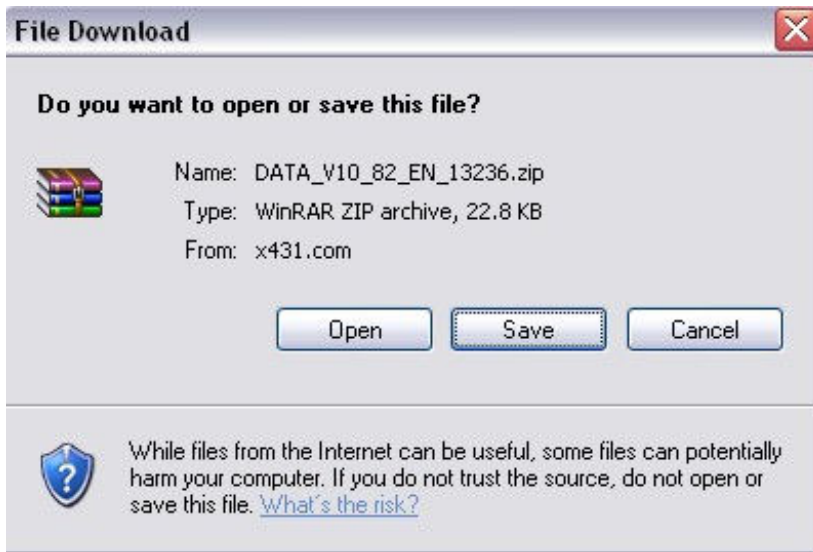 File Download
Do you want to open or save this file?
Name: DATA_V10_82_EN_13236.zip
Type: WinRAR ZIP archive, 22.8 KB
From: x431.com
Open Save Cancel
While files from the Internet can be useful, some files can potentially
harm your computer. If you do not trust the source, do not open or
save this file. What's the risk?